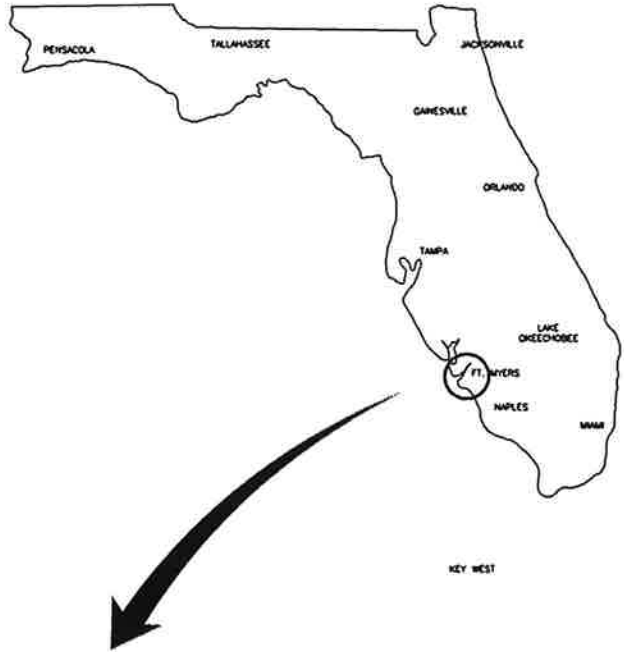 PENSACOLA
TALLAHASSEE
JACKSONVILLE
GAINESVILLE
ORLANDO
TAMPA
LAKE
OKEECHOBEE
FT. MYERS
NAPLES
MIAMI
KEY WEST